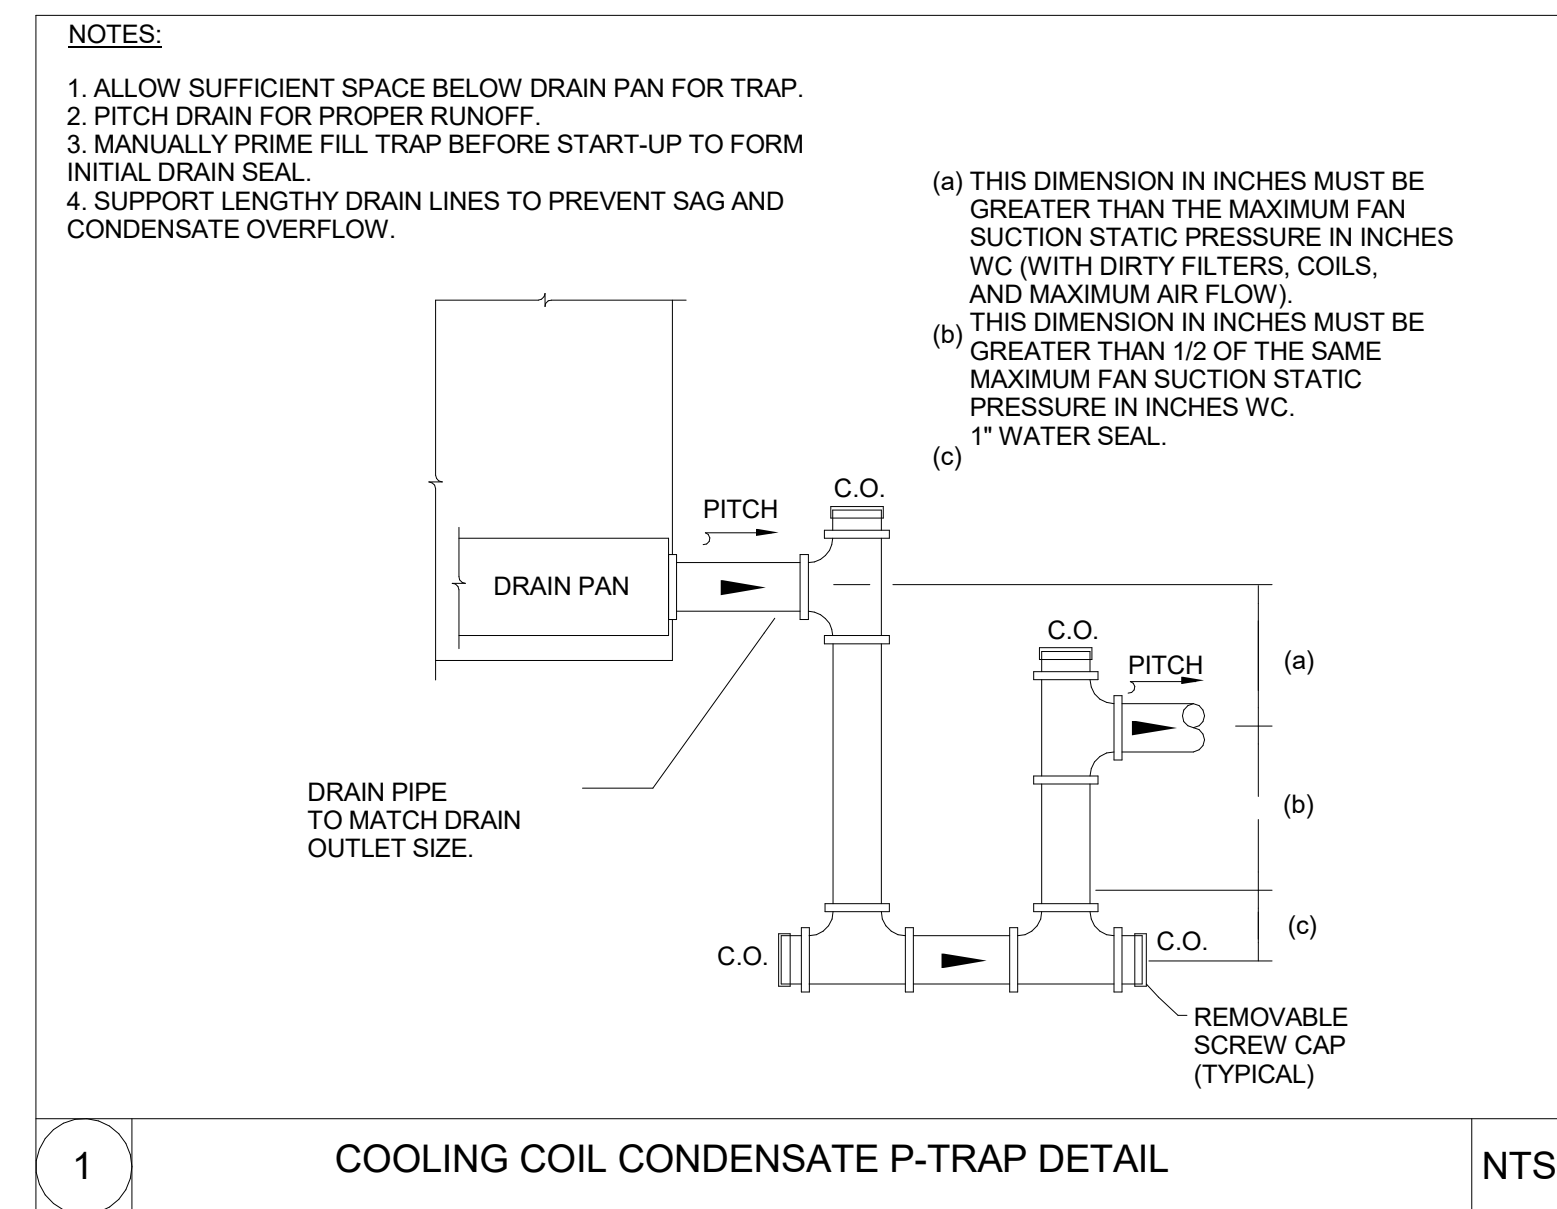 NOTES:
1. ALLOW SUFFICIENT SPACE BELOW DRAIN PAN FOR TRAP.
2. PITCH DRAIN FOR PROPER RUNOFF.
3. MANUALLY PRIME FILL TRAP BEFORE START-UP TO FORM
INITIAL DRAIN SEAL.
4. SUPPORT LENGTHY DRAIN LINES TO PREVENT SAG AND
CONDENSATE OVERFLOW.
(a) THIS DIMENSION IN INCHES MUST BE
GREATER THAN THE MAXIMUM FAN
SUCTION STATIC PRESSURE IN INCHES
WC (WITH DIRTY FILTERS, COILS,
AND MAXIMUM AIR FLOW).
(b) THIS DIMENSION IN INCHES MUST BE
GREATER THAN 1/2 OF THE SAME
MAXIMUM FAN SUCTION STATIC
PRESSURE IN INCHES WC.
(c) 1" WATER SEAL.
C.O.
PITCH
DRAIN PAN
C.O.
PITCH
(a)
DRAIN PIPE
TO MATCH DRAIN
OUTLET SIZE.
(b)
(c)
C.O.
C.O.
REMOVABLE
SCREW CAP
(TYPICAL)
1
COOLING COIL CONDENSATE P-TRAP DETAIL
NTS